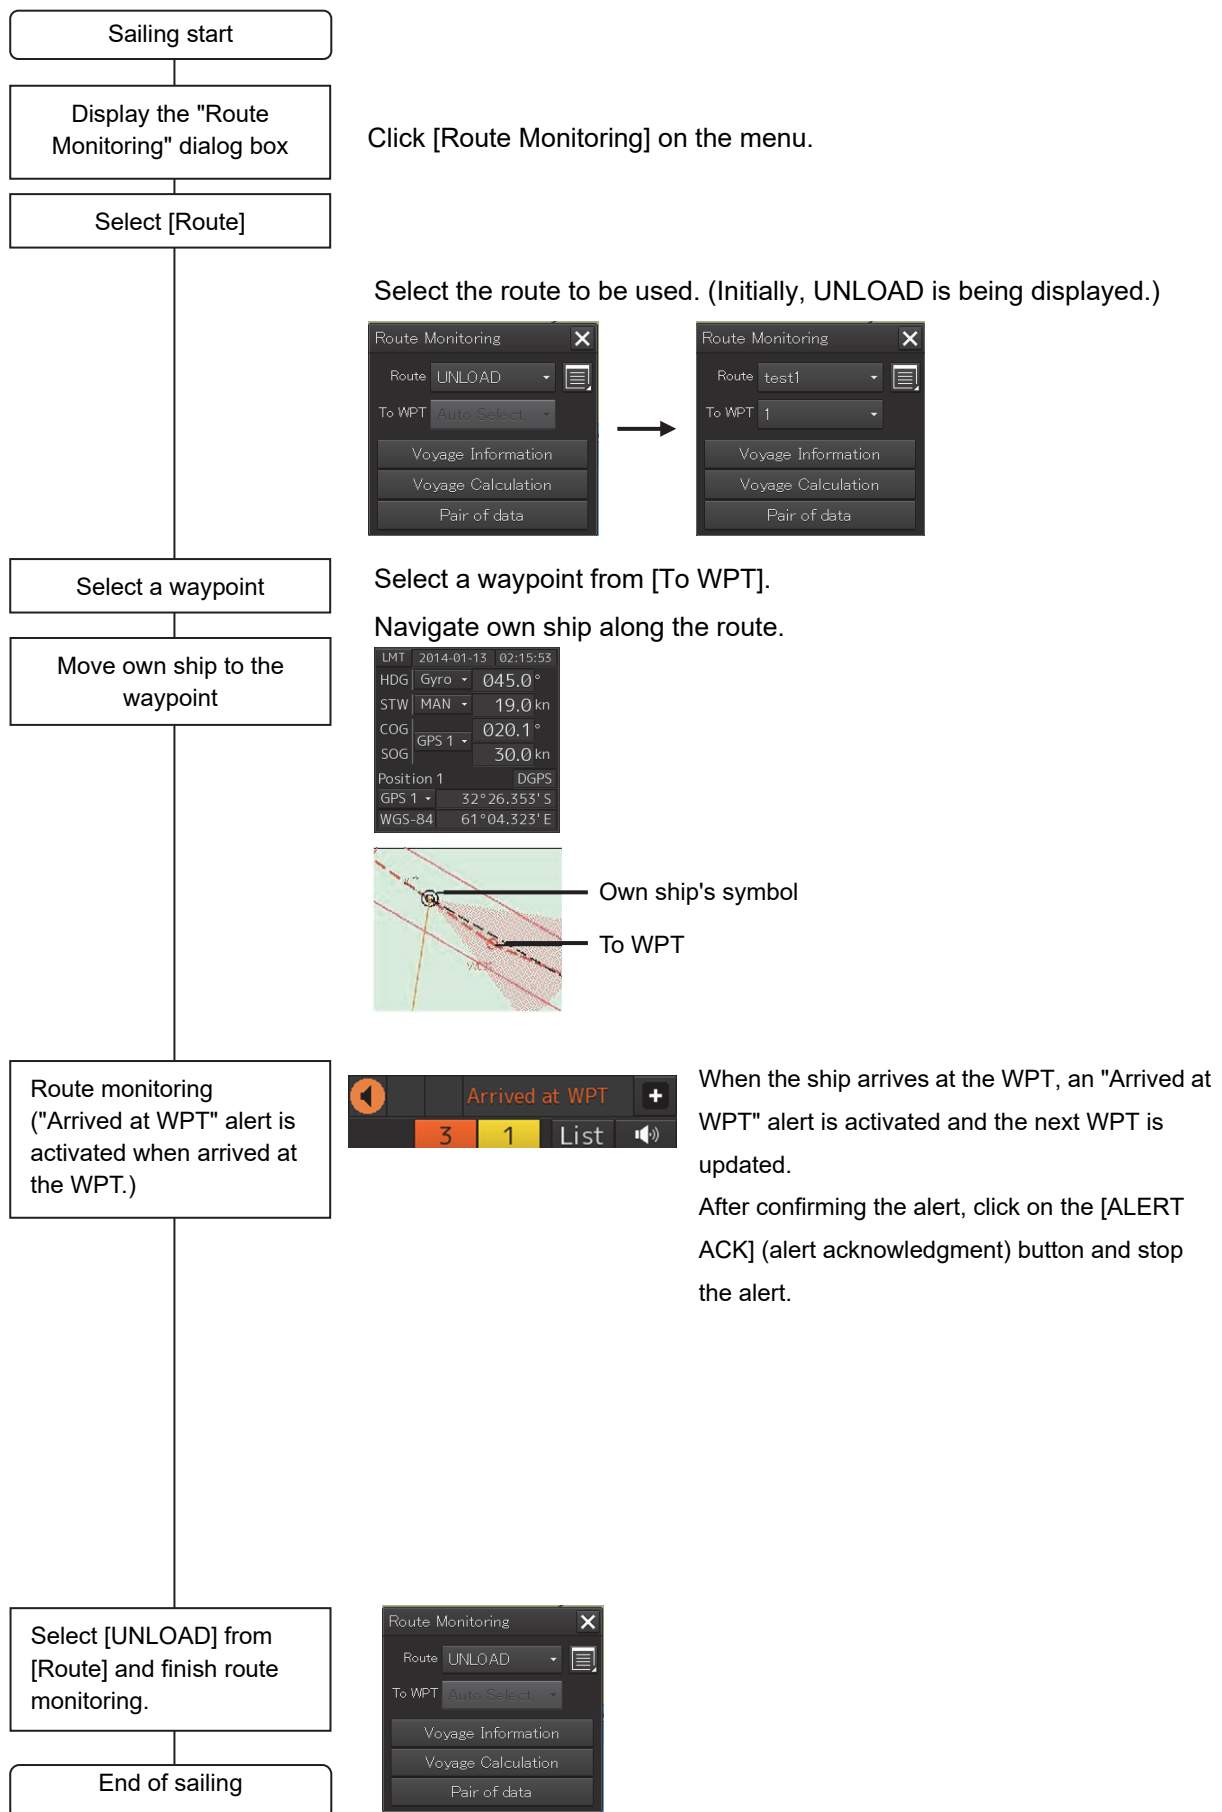 Sailing start
Display the "Route
Monitoring" dialog box
Click [Route Monitoring] on the menu.
Select [Route]
Select the route to be used. (Initially, UNLOAD is being displayed.)
Route Monitoring
Route UNLOAD
To WPT Auto Select
Voyage Information
Voyage Calculation
Pair of data
Route Monitoring
Route test1
To WPT 1
Voyage Information
Voyage Calculation
Pair of data
Select a waypoint
Select a waypoint from [To WPT].
Move own ship to the
waypoint
Navigate own ship along the route.
LMT 2014-01-13 02:15:53
HDG Gyro 045.0°
STW MAN 19.0 kn
COG GPS 1 020.1°
SOG 30.0 kn
Position 1 DGPS
GPS 1 32°26.353'S
WGS-84 61°04.323'E
Own ship's symbol
To WPT
Route monitoring
("Arrived at WPT" alert is
activated when arrived at
the WPT.)
Arrived at WPT
3 1 List
When the ship arrives at the WPT, an "Arrived at
WPT" alert is activated and the next WPT is
updated.
After confirming the alert, click on the [ALERT
ACK] (alert acknowledgment) button and stop
the alert.
Select [UNLOAD] from
[Route] and finish route
monitoring.
Route Monitoring
Route UNLOAD
To WPT Auto Select
Voyage Information
Voyage Calculation
Pair of data
End of sailing